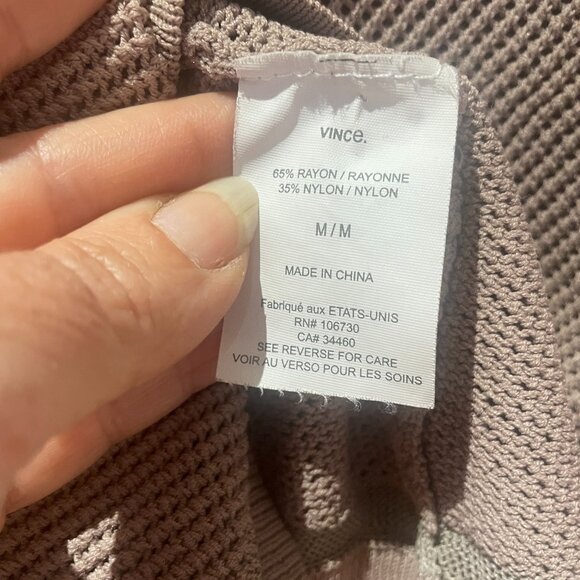 VINCe.
65% RAYON / RAYONNE
35% NYLON / NYLON
M / M
MADE IN CHINA
Fabriqué aux ETATS-UNIS
RN# 106730
CA# 34460
SEE REVERSE FOR CARE
VOIR AU VERSO POUR LES SOINS